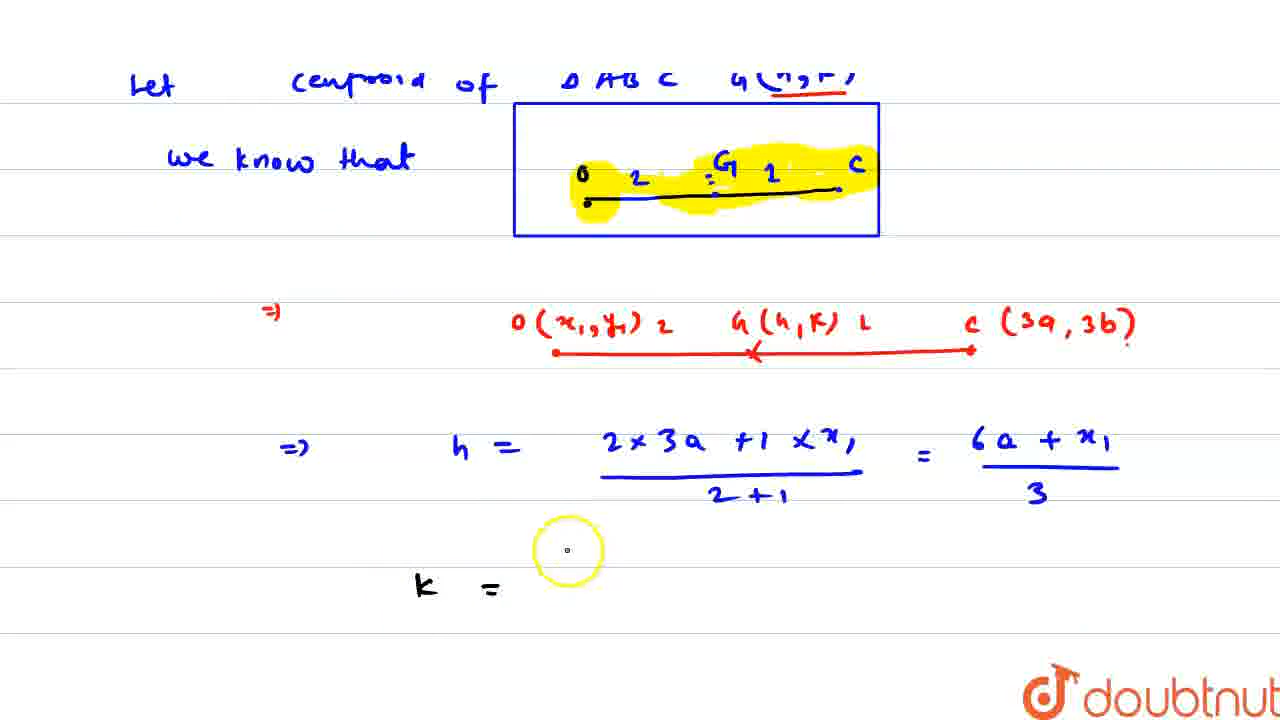 Let centroid of Δ ABC G(h, k)
we know that
O 2 : G 1 C
=> O (x₁, y₁) 2 G (h, k) 1 C (3a, 3b)
=> h = (2 × 3a + 1 × x₁)/(2 + 1) = (6a + x₁)/3
k =
doubtnut